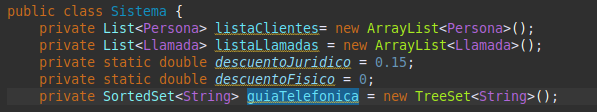 public class Sistema {
private List<Persona> listaClientes= new ArrayList<Persona>();
private List<Llamada> listaLlamadas = new ArrayList<Llamada>();
private static double descuentoJuridico = 0.15;
private static double descuentoFisico = 0;
private SortedSet<String> guiaTelefonica = new TreeSet<String>();